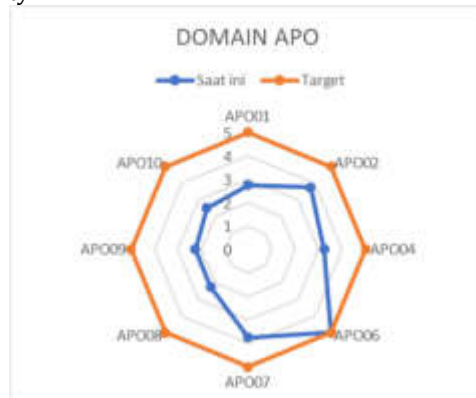 DOMAIN APO
Saat ini Target
APO01
APO10 APO02
5
4
3
2
1
0
APO09 APO04
APO08 APO06
APO07